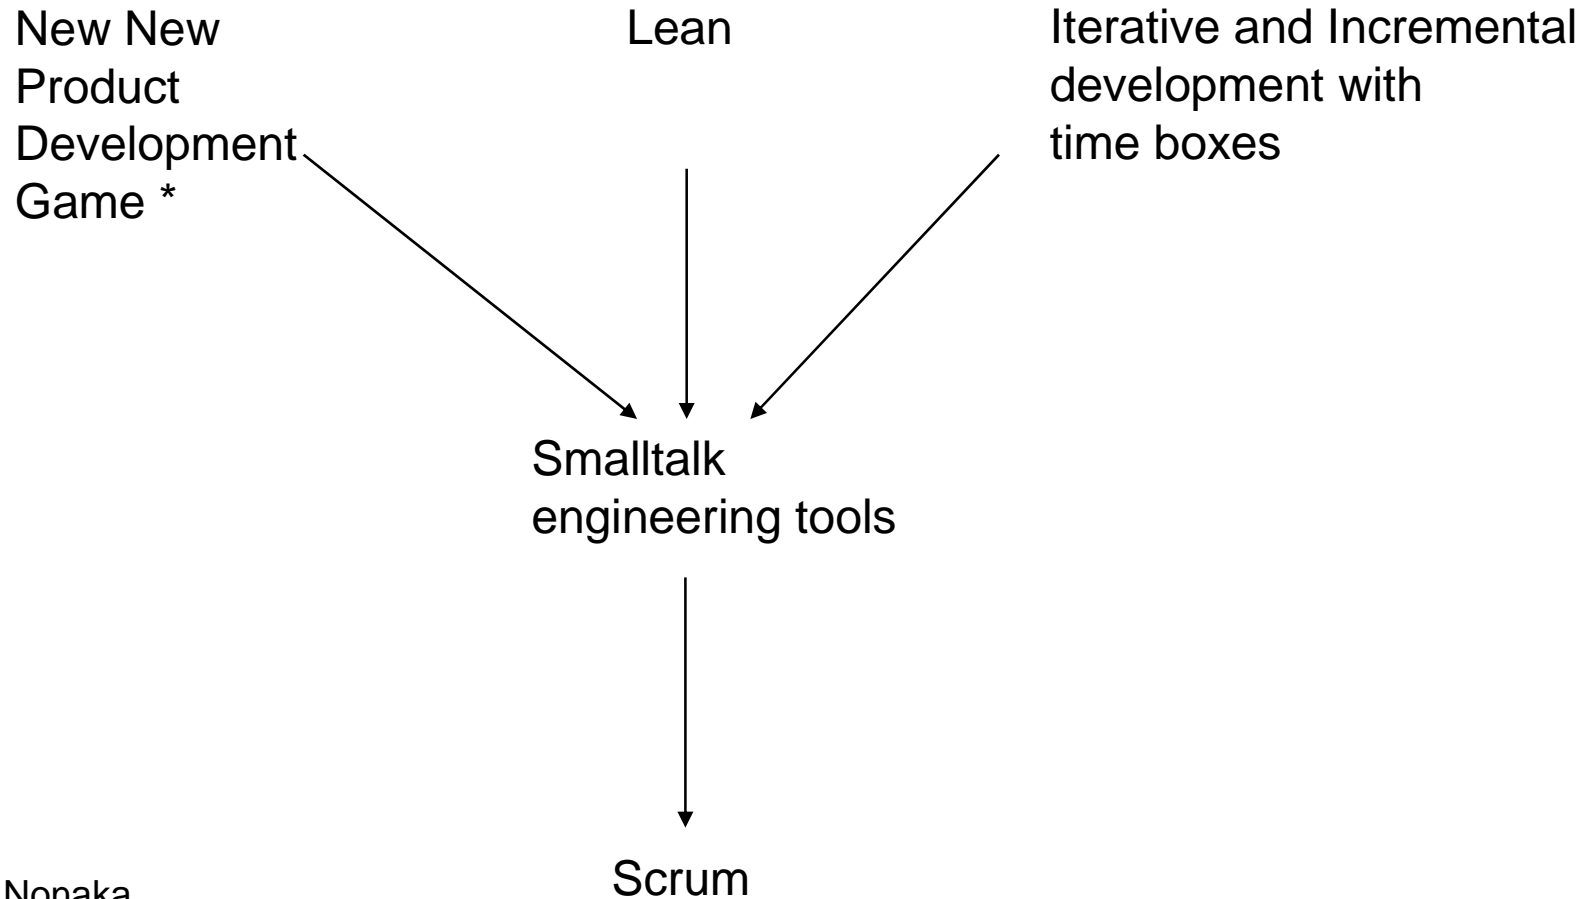 New New
Product
Development
Game *
Lean
Iterative and Incremental
development with
time boxes
Smalltalk
engineering tools
Scrum
Nonaka